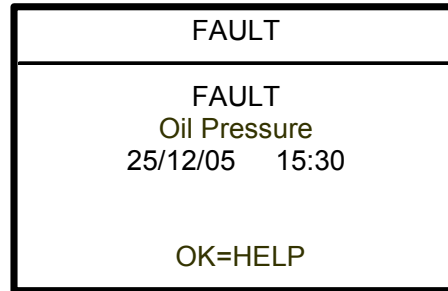 FAULT
FAULT
Oil Pressure
25/12/05 15:30
OK=HELP